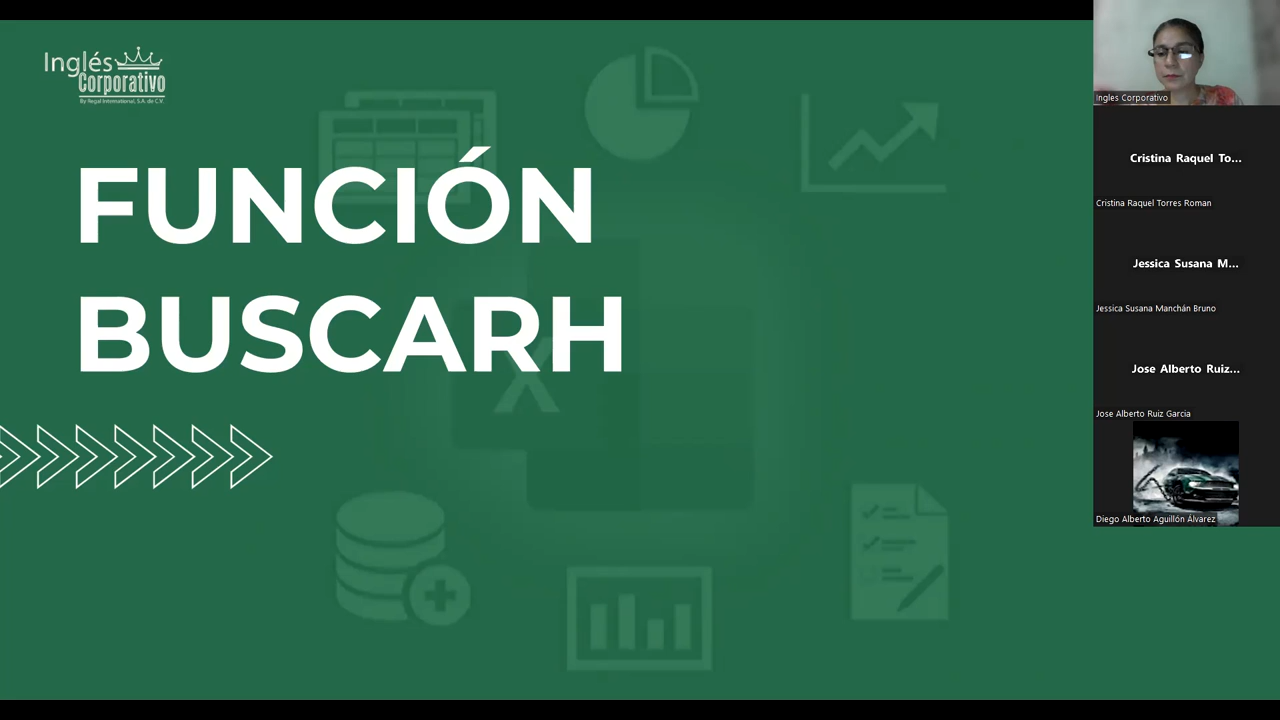 Inglés
Corporativo
By Regal International, S.A. de C.V.
FUNCIÓN
BUSCARH
X
Ingles Corporativo
Cristina Raquel To...
Cristina Raquel Torres Roman
Jessica Susana M...
Jessica Susana Manchán Bruno
Jose Alberto Ruiz...
Jose Alberto Ruiz Garcia
Diego Alberto Aguillón Álvarez